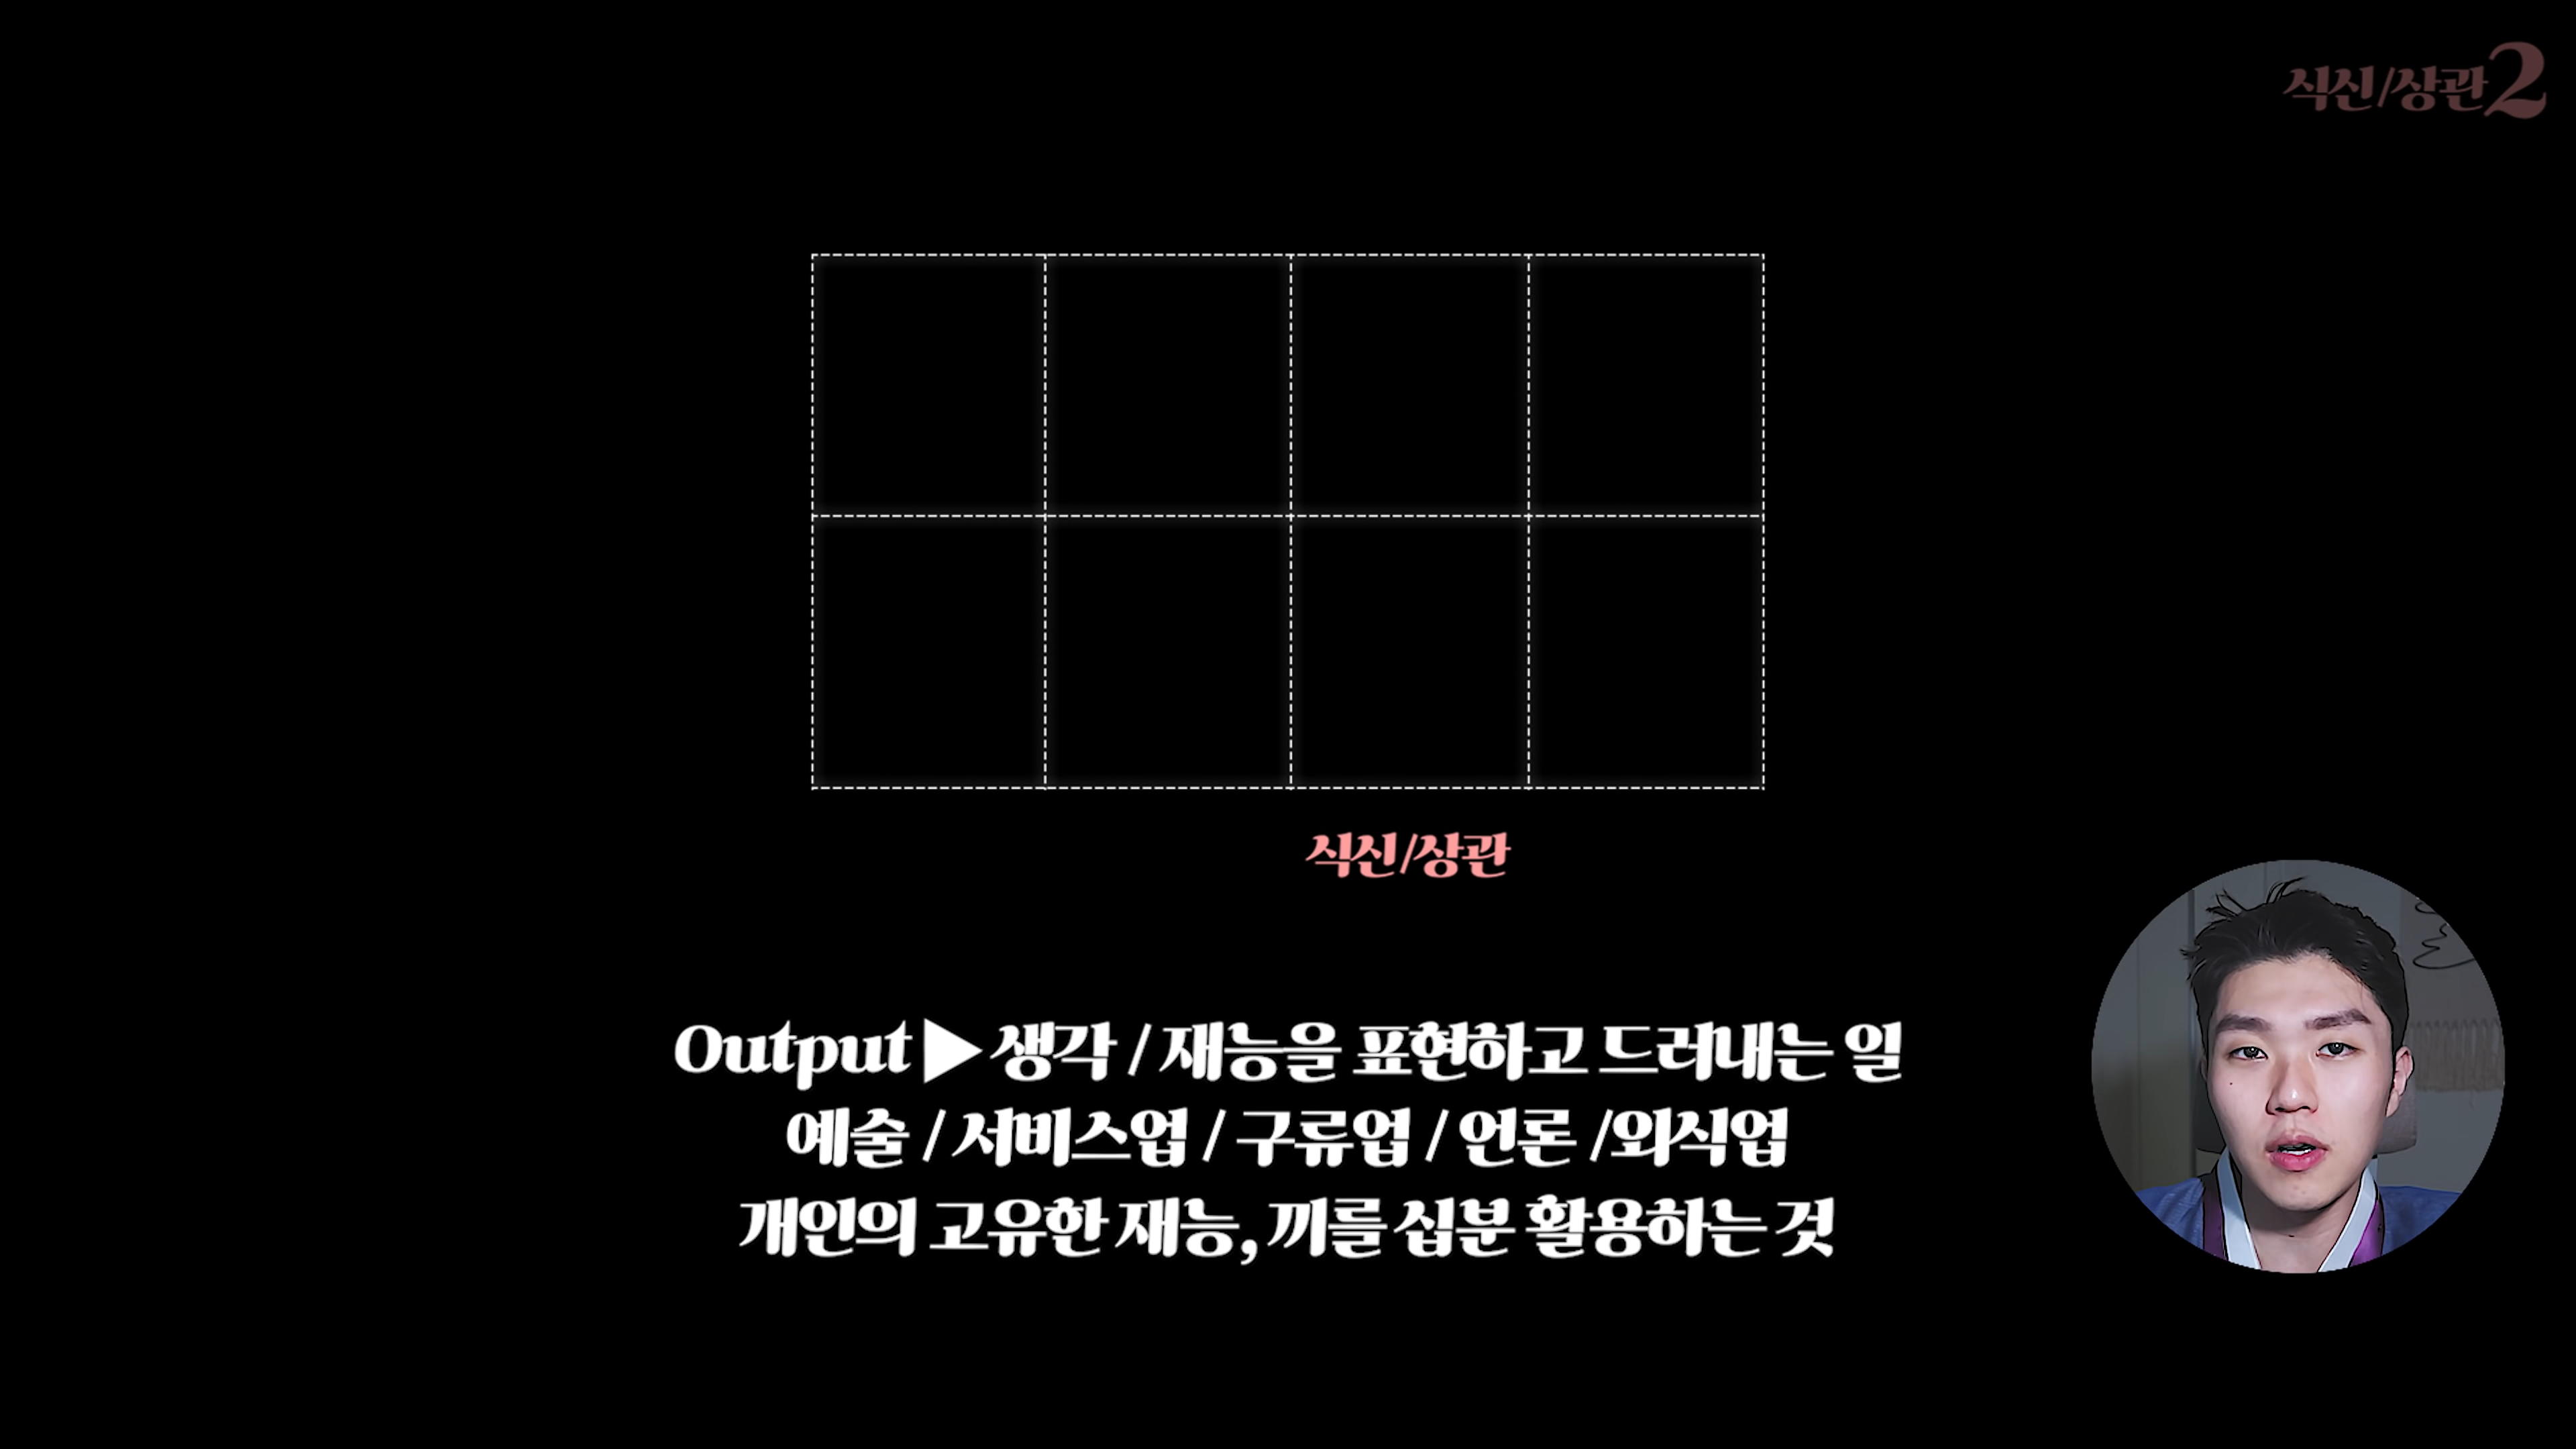 식신/상관2
식신/상관
Output▶생각 / 재능을 표현하고 드러내는 일
예술 / 서비스업 / 구류업 / 언론 /외식업
개인의 고유한 재능, 끼를 십분 활용하는 것